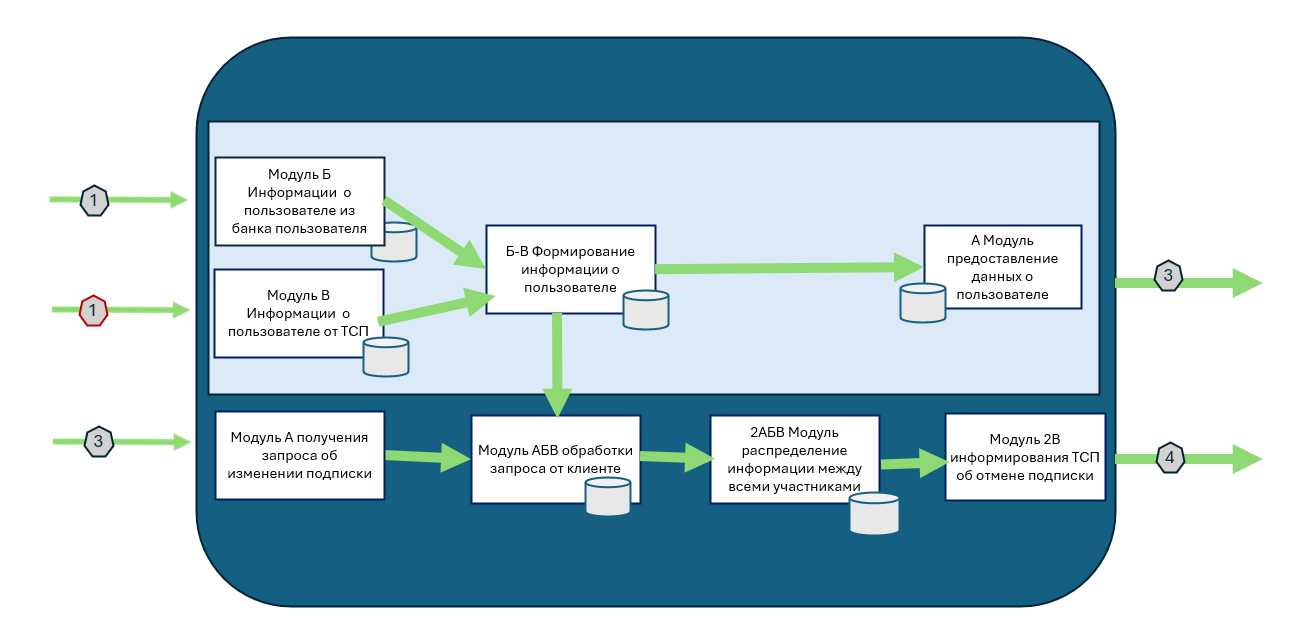 1
Модуль Б
Информации о
пользователе из
банка пользователя
1
Модуль В
Информации о
пользователе от ТСП
Б-В Формирование
информации о
пользователе
А Модуль
предоставление
данных о
пользователе
3
3
Модуль А получения
запроса об
изменении подписки
Модуль АБВ обработки
запроса от клиенте
2АБВ Модуль
распределение
информации между
всеми участниками
Модуль 2В
информирования ТСП
об отмене подписки
4